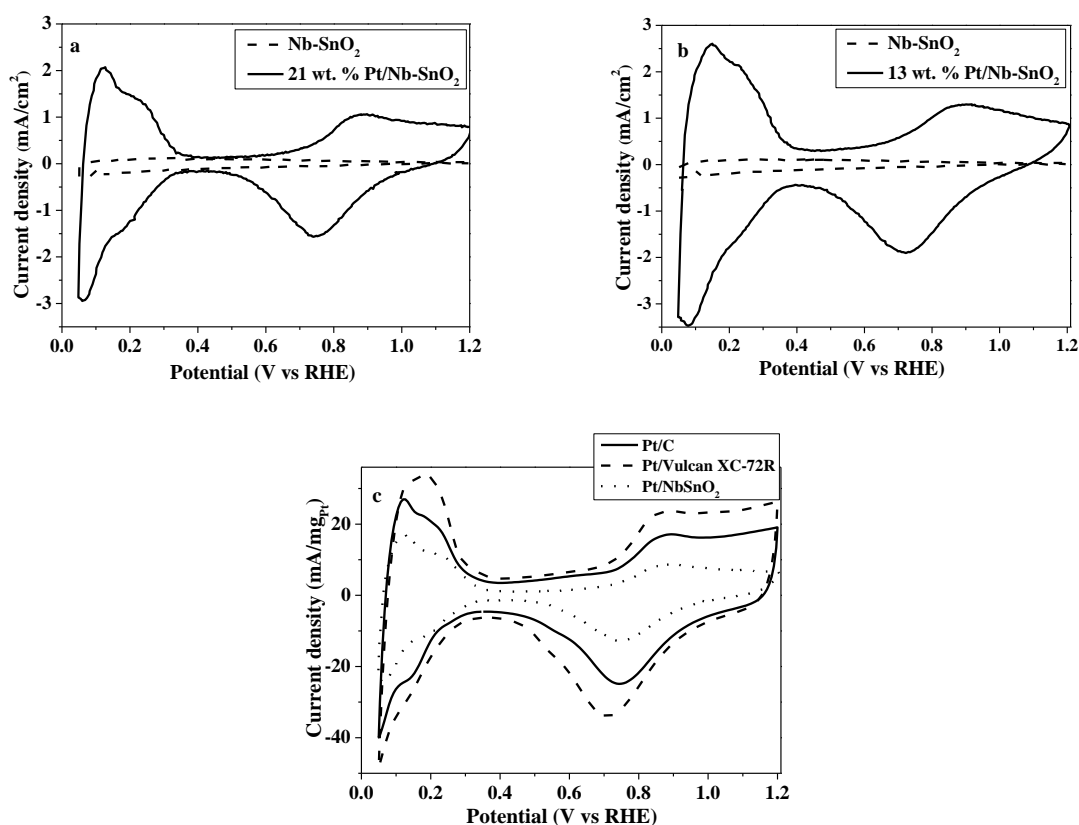 a
Nb-SnO2
21 wt. % Pt/Nb-SnO2
3
2
1
0
-1
-2
-3
0.0 0.2 0.4 0.6 0.8 1.0 1.2
Current density (mA/cm2)
Potential (V vs RHE)
b
Nb-SnO2
13 wt. % Pt/Nb-SnO2
3
2
1
0
-1
-2
-3
0.0 0.2 0.4 0.6 0.8 1.0 1.2
Current density (mA/cm2)
Potential (V vs RHE)
c
Pt/C
Pt/Vulcan XC-72R
Pt/NbSnO2
20
0
-20
-40
0.0 0.2 0.4 0.6 0.8 1.0 1.2
Current density (mA/mgPt)
Potential (V vs RHE)